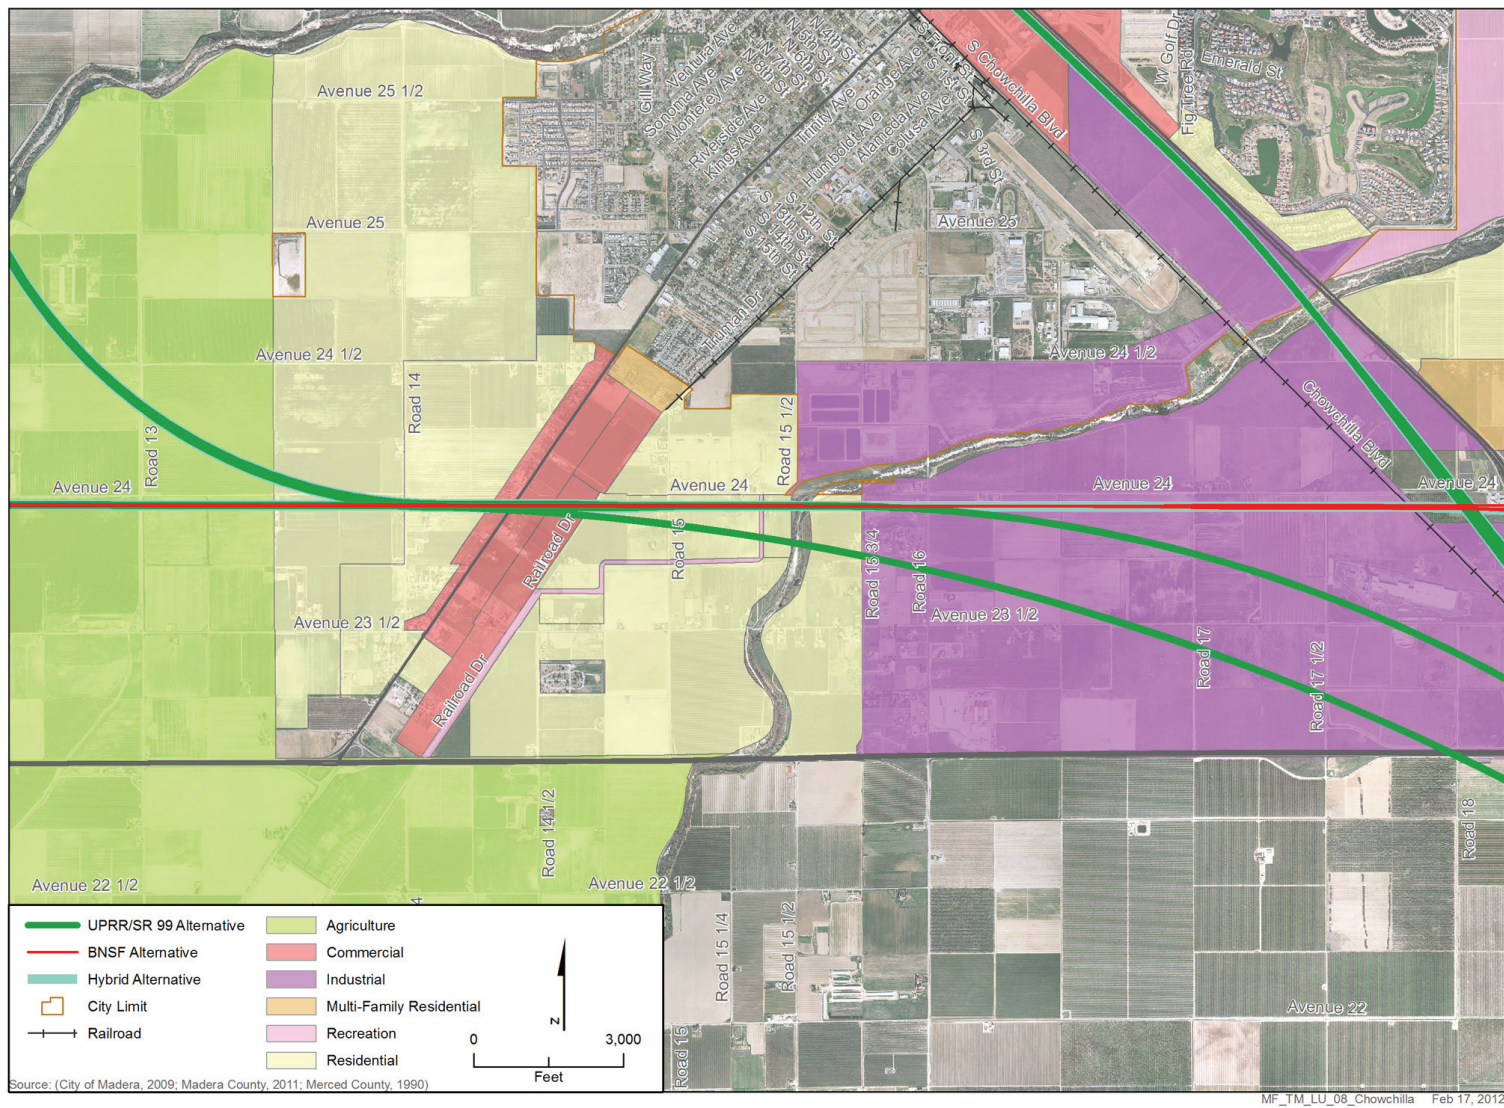 N 4th St
N 5th St
N 6th St
N 7th St
N 8th St
Ventura Ave
Sonoma Ave
Monterey Ave
Riverside Ave
Kings Ave
Gill Way
Trinity Ave
Orange Ave
Humboldt Ave
Alameda Ave
Colusa Ave
S Front St
S 1st St
S 3rd St
S Chowchilla Blvd
W. Golf Dr
Fig Tree Rd
Emerald St
Avenue 25 1/2
Avenue 25
Avenue 25
S 12th St
S 13th St
S 14th St
S 15th St
Truman Dr
Avenue 24 1/2
Avenue 24 1/2
Road 14
Road 13
Road 15 1/2
Chowchilla Blvd
Avenue 24
Avenue 24
Avenue 24
Avenue 24
Railroad Dr
Road 15
Road 15 3/4
Road 16
Avenue 23 1/2
Avenue 23 1/2
Road 17
Road 17 1/2
Railroad Dr
Road 14 1/2
Road 18
Avenue 22 1/2
Avenue 22 1/2
4
Road 15 1/4
Road 15 1/2
Road 15
Avenue 22
UPRR/SR 99 Alternative
BNSF Alternative
Hybrid Alternative
City Limit
Railroad
Agriculture
Commercial
Industrial
Multi-Family Residential
Recreation
Residential
N
0 3,000
Feet
Source: (City of Madera, 2009; Madera County, 2011; Merced County, 1990)
MF_TM_LU_08_Chowchilla Feb 17, 2012